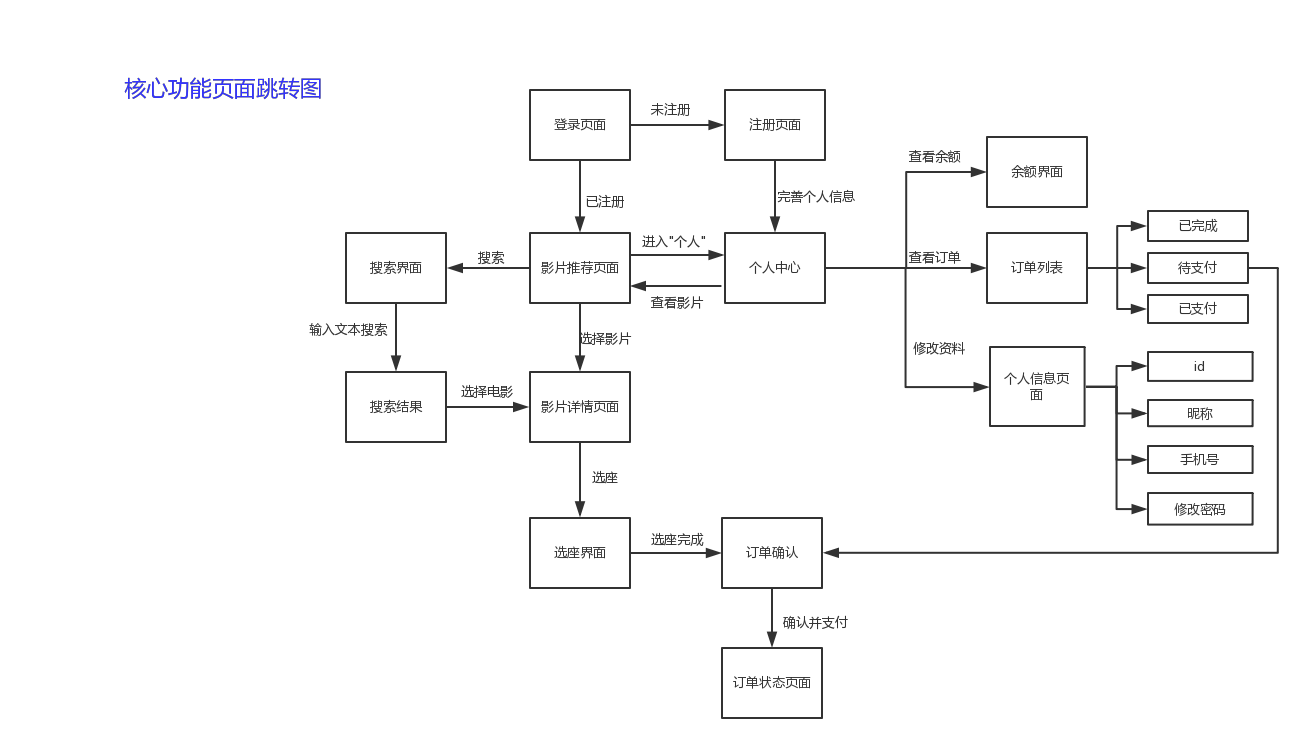 核心功能页面跳转图
登录页面
未注册
注册页面
已注册
完善个人信息
查看余额
余额界面
搜索界面
搜索
影片推荐页面
进入"个人"
查看影片
个人中心
查看订单
订单列表
已完成
待支付
已支付
输入文本搜索
选择影片
修改资料
个人信息页
面
id
昵称
手机号
修改密码
搜索结果
选择电影
影片详情页面
选座
选座界面
选座完成
订单确认
确认并支付
订单状态页面